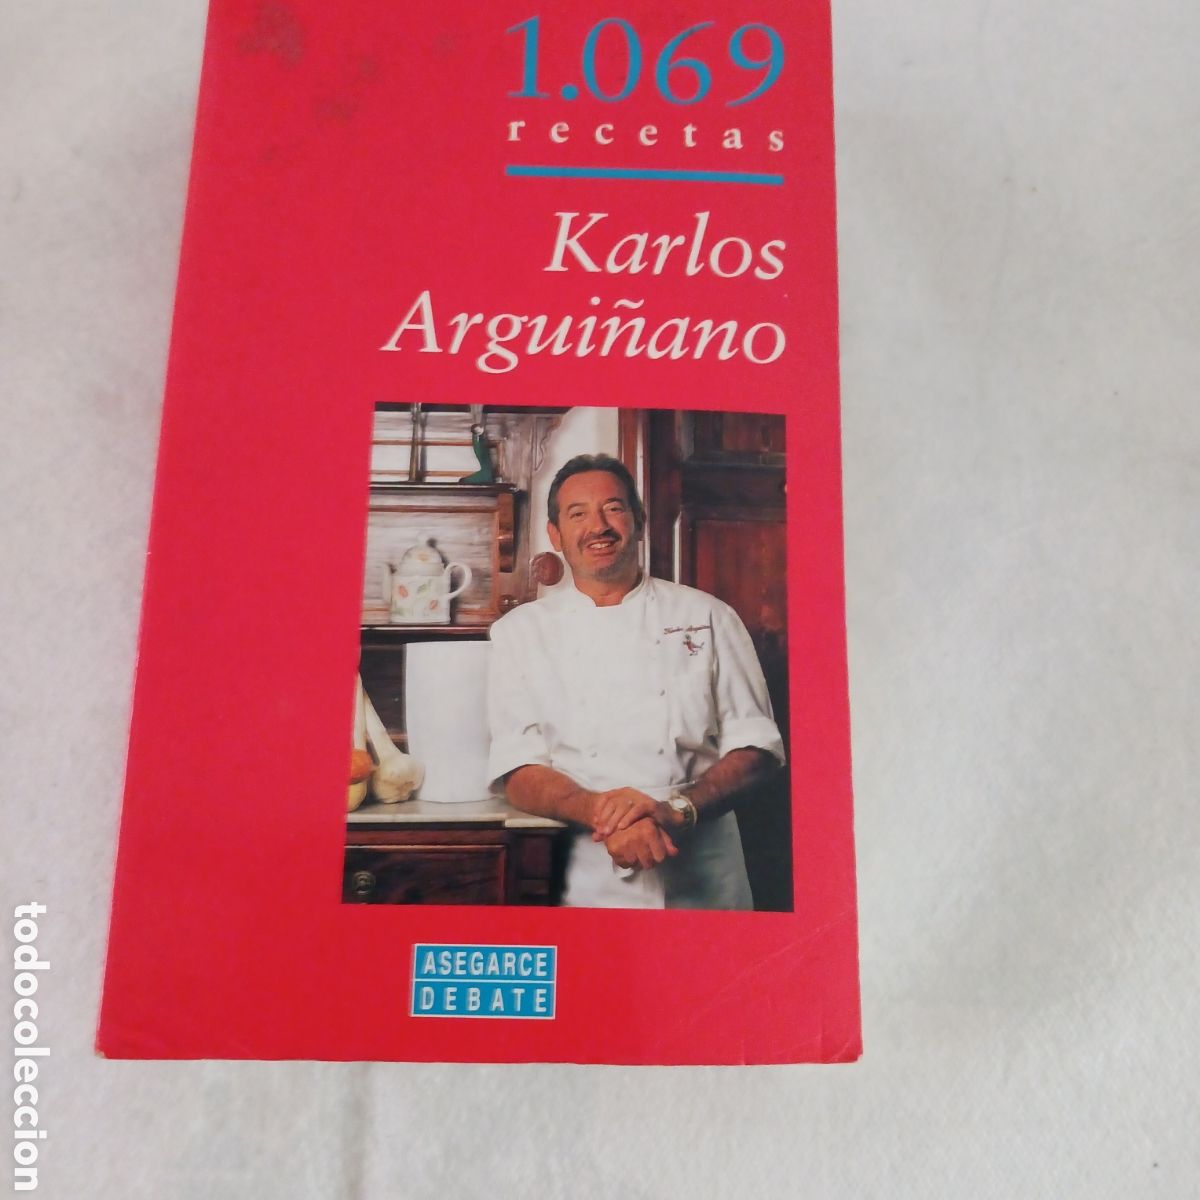 1.069
recetas
Karlos
Arguiñano
ASEGARCE
DEBATE
todocoleccion